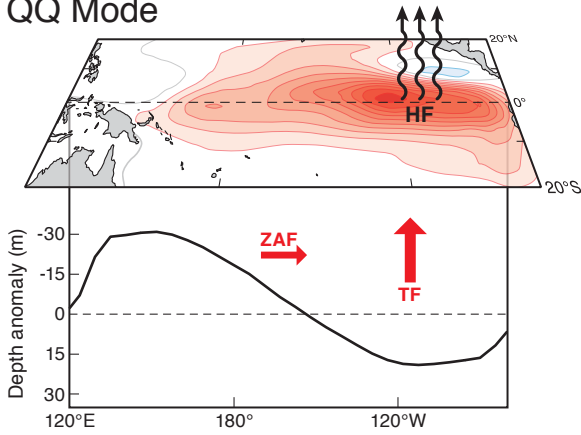 QQ Mode
20°N
0°
HF
20°S
Depth anomaly (m)
-30
-15
0
15
30
ZAF
TF
120°E
180°
120°W